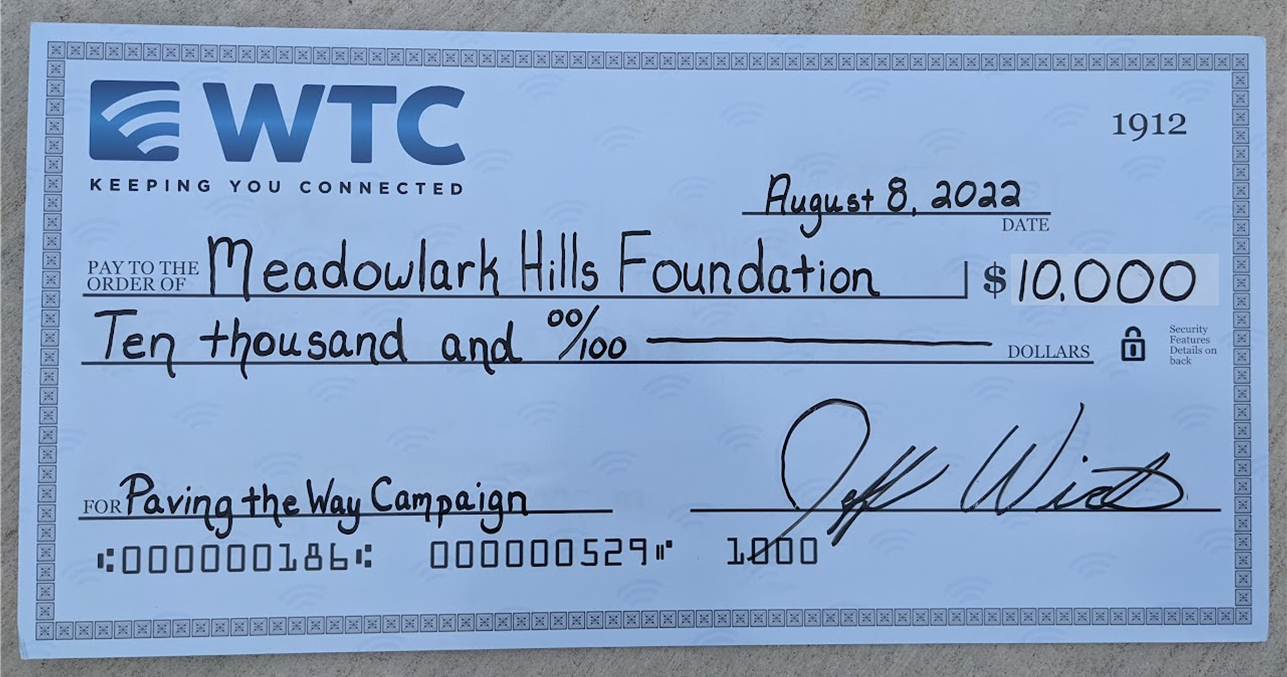 WTC
KEEPING YOU CONNECTED
1912
August 8, 2022
DATE
PAY TO THE
ORDER OF Meadowlark Hills Foundation $ 10,000
Ten thousand and 00/100 DOLLARS
Security
Features
Details on
back
FOR Paving the Way Campaign
⑆000000186⑆ 000000529⑈ 1000